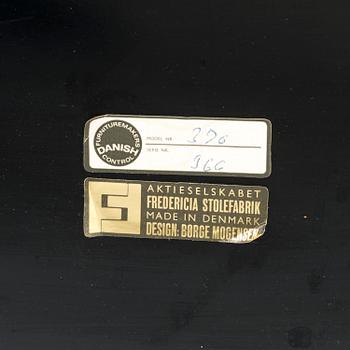 FURNITUREMAKERS
DANISH
CONTROL
MODEL NR.: 376
SERIE NR.: 966
AKTIESELSKABET
FREDERICIA STOLEFABRIK
MADE IN DENMARK
DESIGN: BØRGE MOGENSEN